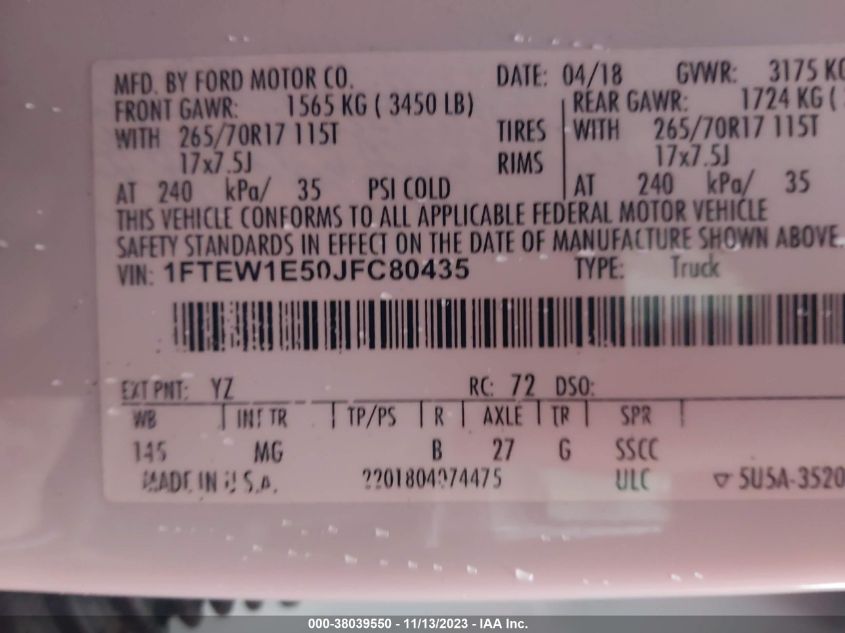 MFD. BY FORD MOTOR CO. DATE: 04/18 GVWR: 3175 KG
FRONT GAWR: 1565 KG ( 3450 LB) REAR GAWR: 1724 KG (
WITH 265/70R17 115T TIRES WITH 265/70R17 115T
17x7.5J RIMS 17x7.5J
AT 240 kPa/ 35 PSI COLD AT 240 kPa/ 35
THIS VEHICLE CONFORMS TO ALL APPLICABLE FEDERAL MOTOR VEHICLE
SAFETY STANDARDS IN EFFECT ON THE DATE OF MANUFACTURE SHOWN ABOVE.
VIN: 1FTEW1E50JFC80435 TYPE: Truck
EXT PNT: YZ RC: 72 DSO:
WB INT TR TP/PS R AXLE TR SPR
145 MG B 27 G SSCC
MADE IN U.S.A. ULC 5U5A-3520
000-38039550 - 11/13/2023 - IAA Inc.